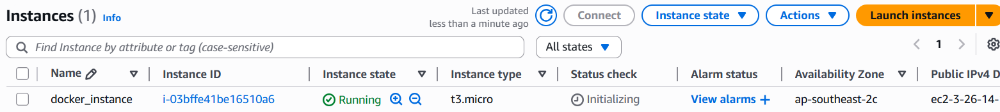 Instances (1) Info
Last updated
less than a minute ago
Connect
Instance state
Actions
Launch instances
Find Instance by attribute or tag (case-sensitive)
All states
1
Name Instance ID Instance state Instance type Status check Alarm status Availability Zone Public IPv4 D
docker_instance i-03bffe41be16510a6 Running t3.micro Initializing View alarms + ap-southeast-2c ec2-3-26-14-